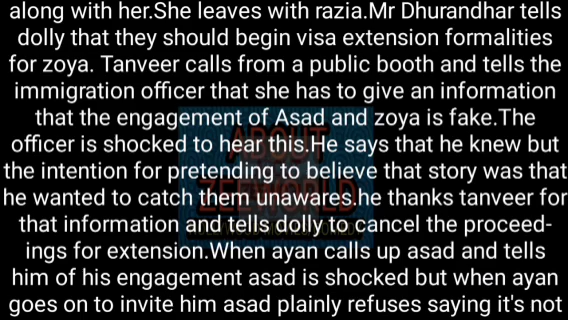 along with her.She leaves with razia.Mr Dhurandhar tells
dolly that they should begin visa extension formalities
for zoya. Tanveer calls from a public booth and tells the
immigration officer that she has to give an information
that the engagement of Asad and zoya is fake.The
officer is shocked to hear this.He says that he knew but
the intention for pretending to believe that story was that
he wanted to catch them unawares.he thanks tanveer for
that information and tells dolly to cancel the proceed-
ings for extension.When ayan calls up asad and tells
him of his engagement asad is shocked but when ayan
goes on to invite him asad plainly refuses saying it's not
ABOUT
ZEEWORLD